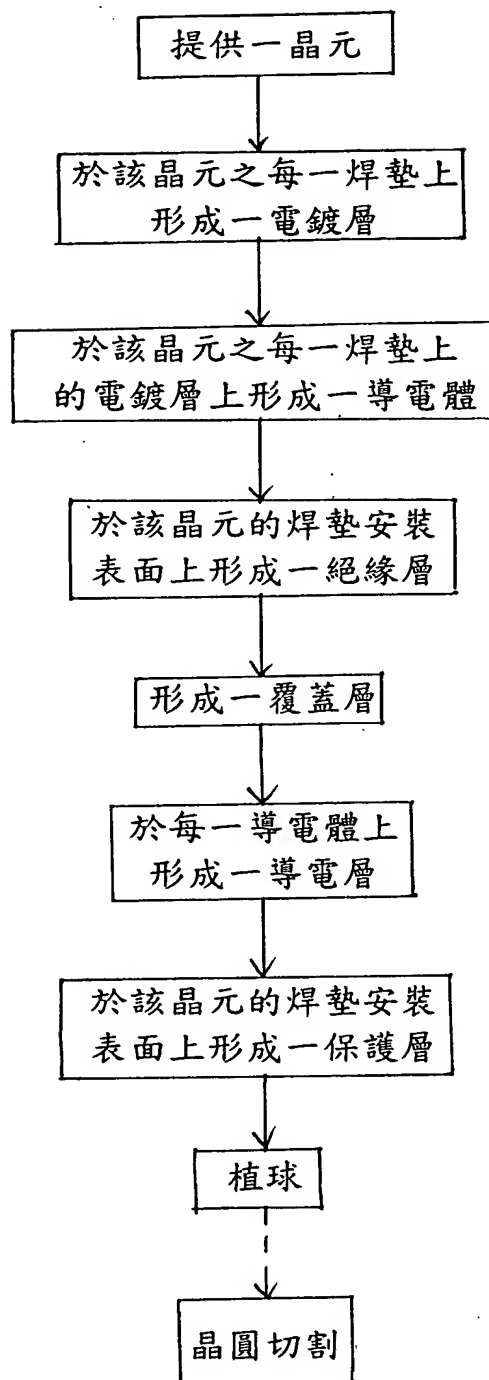 提供一晶元
於該晶元之每一焊墊上
形成一電鍍層
於該晶元之每一焊墊上
的電鍍層上形成一導電體
於該晶元的焊墊安裝
表面上形成一絕緣層
形成一覆蓋層
於每一導電體上
形成一導電層
於該晶元的焊墊安裝
表面上形成一保護層
植球
晶圓切割